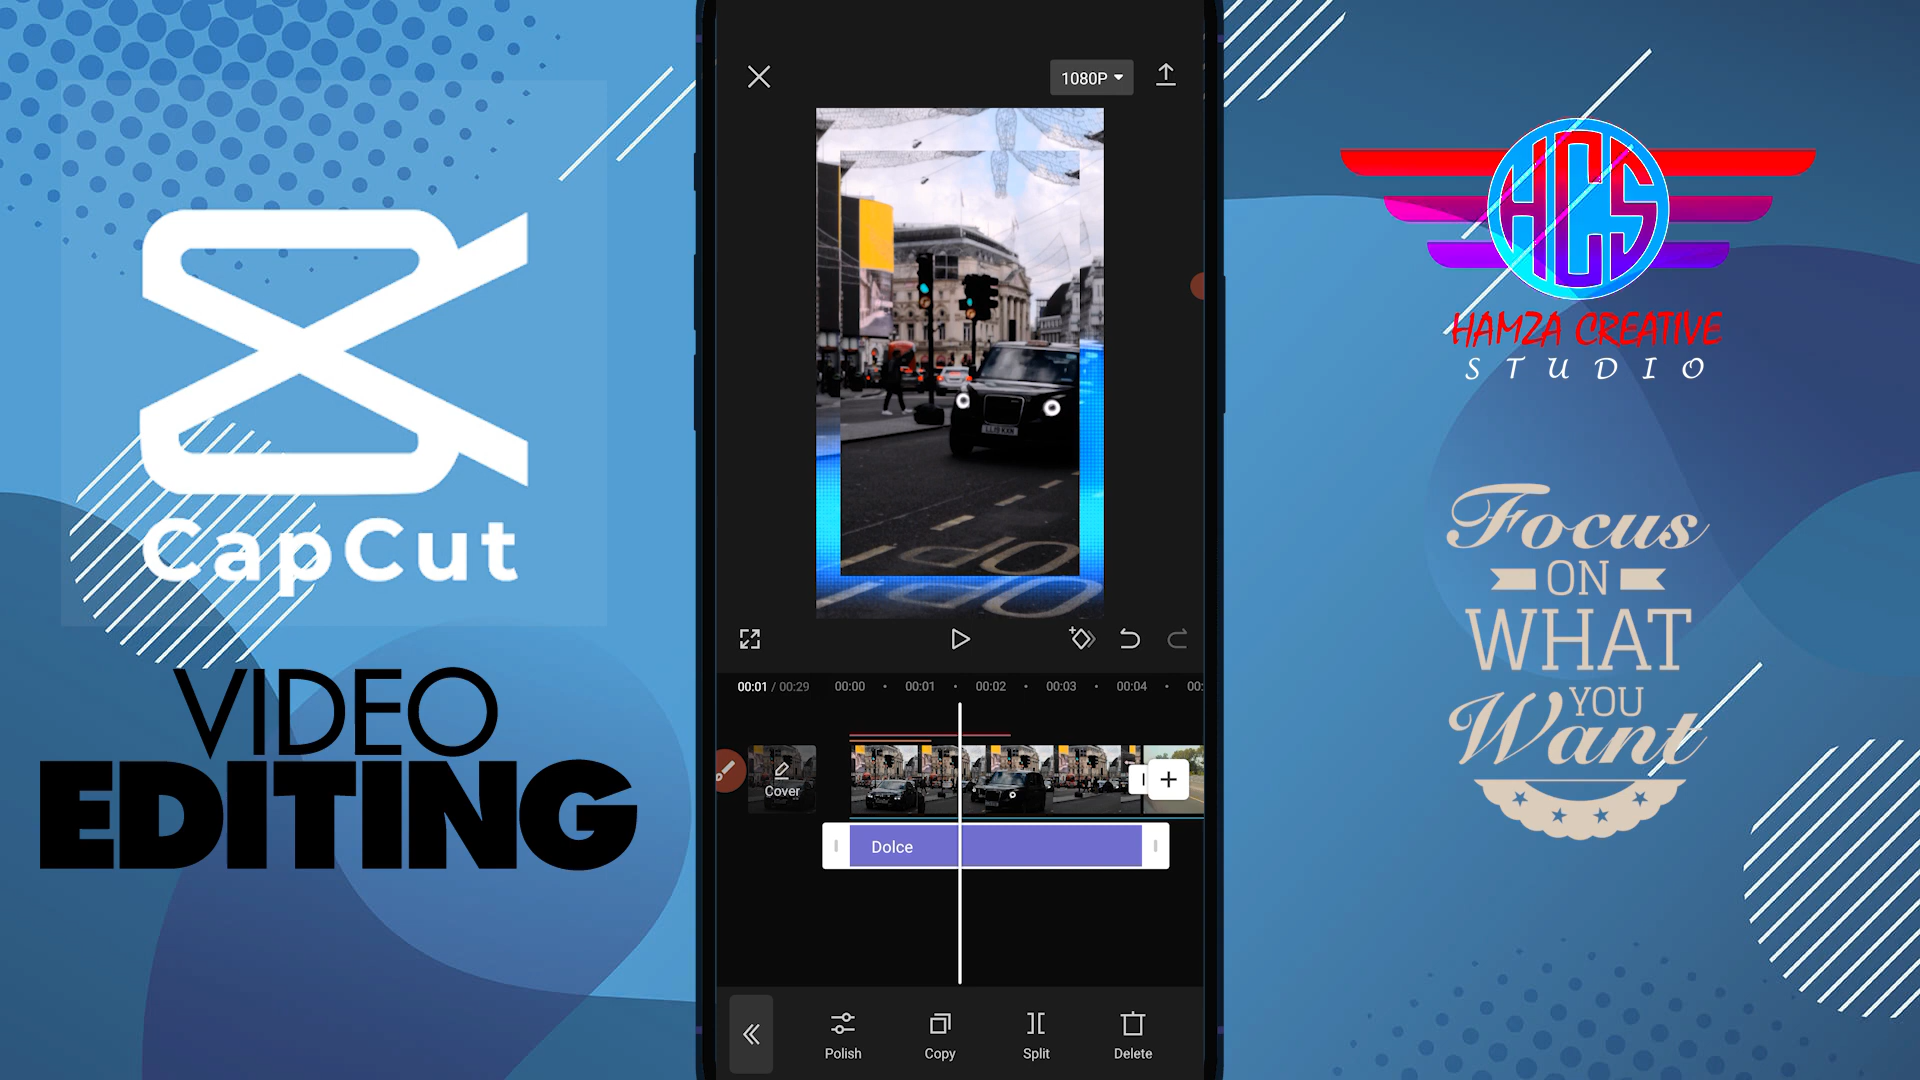 CapCut
VIDEO
EDITING
1080P
00:01 / 00:29
00:00
00:01
00:02
00:03
00:04
00:
Cover
Dolce
Polish
Copy
Split
Delete
HCS
HAMZA CREATIVE
STUDIO
Focus
ON
WHAT
YOU
Want